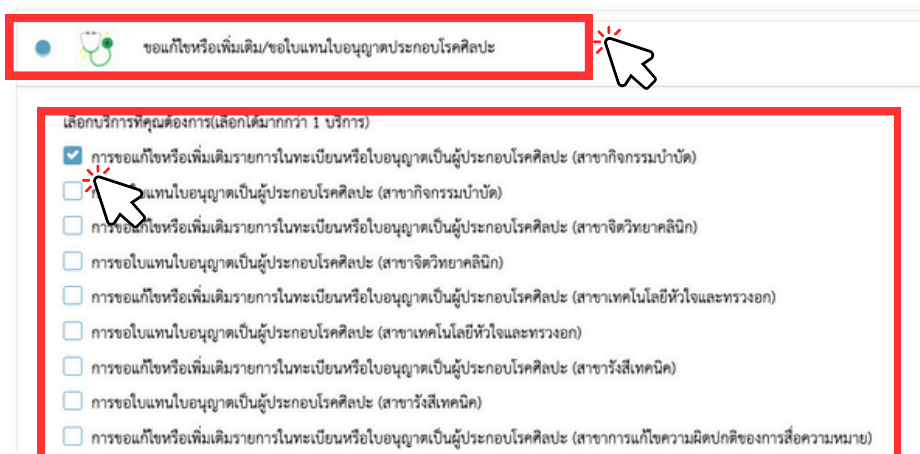 ขอแก้ไขหรือเพิ่มเติม/ขอใบแทนใบอนุญาตประกอบโรคศิลปะ
เลือกบริการที่คุณต้องการ(เลือกได้มากกว่า 1 บริการ)
การขอแก้ไขหรือเพิ่มเติมรายการในทะเบียนหรือใบอนุญาตเป็นผู้ประกอบโรคศิลปะ (สาขากิจกรรมบำบัด)
การขอใบแทนใบอนุญาตเป็นผู้ประกอบโรคศิลปะ (สาขากิจกรรมบำบัด)
การขอแก้ไขหรือเพิ่มเติมรายการในทะเบียนหรือใบอนุญาตเป็นผู้ประกอบโรคศิลปะ (สาขาจิตวิทยาคลินิก)
การขอใบแทนใบอนุญาตเป็นผู้ประกอบโรคศิลปะ (สาขาจิตวิทยาคลินิก)
การขอแก้ไขหรือเพิ่มเติมรายการในทะเบียนหรือใบอนุญาตเป็นผู้ประกอบโรคศิลปะ (สาขาเทคโนโลยีหัวใจและทรวงอก)
การขอใบแทนใบอนุญาตเป็นผู้ประกอบโรคศิลปะ (สาขาเทคโนโลยีหัวใจและทรวงอก)
การขอแก้ไขหรือเพิ่มเติมรายการในทะเบียนหรือใบอนุญาตเป็นผู้ประกอบโรคศิลปะ (สาขารังสีเทคนิค)
การขอใบแทนใบอนุญาตเป็นผู้ประกอบโรคศิลปะ (สาขารังสีเทคนิค)
การขอแก้ไขหรือเพิ่มเติมรายการในทะเบียนหรือใบอนุญาตเป็นผู้ประกอบโรคศิลปะ (สาขาการแก้ไขความผิดปกติของการสื่อความหมาย)